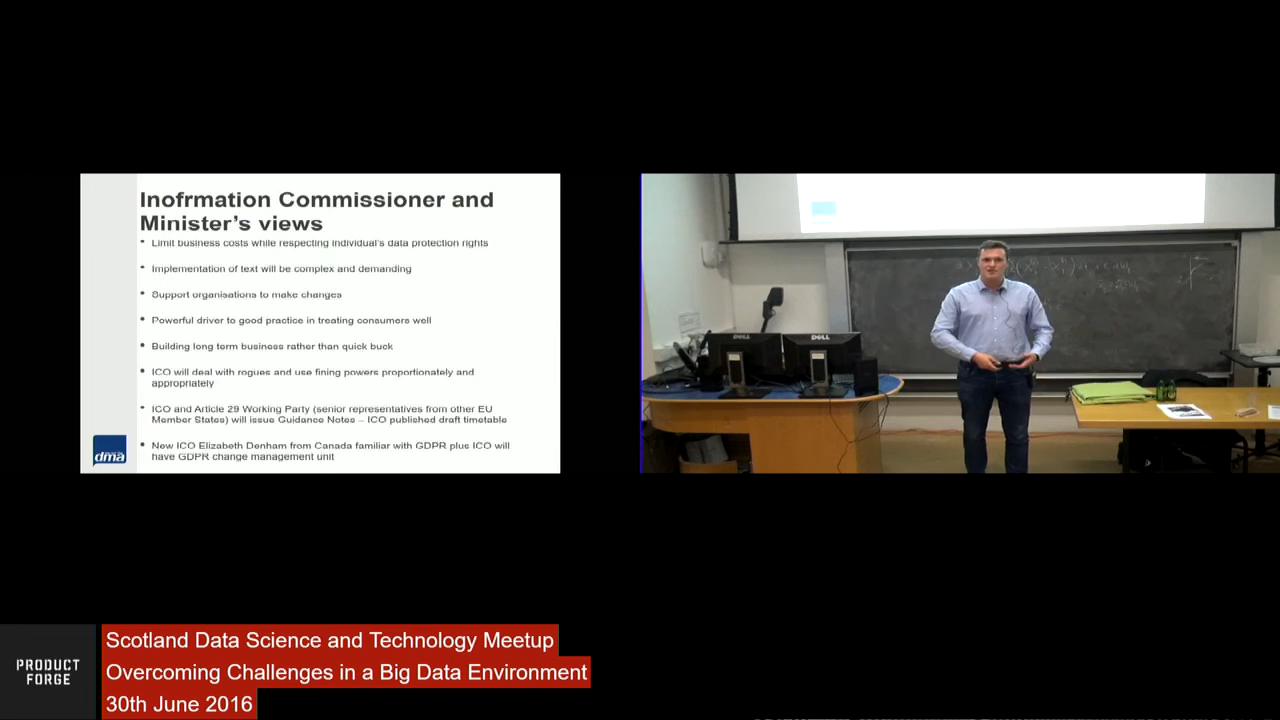 Inofrmation Commissioner and
Minister's views
• Limit business costs while respecting individual's data protection rights
• Implementation of text will be complex and demanding
• Support organisations to make changes
• Powerful driver to good practice in treating consumers well
• Building long term business rather than quick buck
• ICO will deal with rogues and use fining powers proportionately and
appropriately
• ICO and Article 29 Working Party (senior representatives from other EU
Member States) will issue Guidance Notes – ICO published draft timetable
• New ICO Elizabeth Denham from Canada familiar with GDPR plus ICO will
have GDPR change management unit
dma
DELL
DELL
PRODUCT
FORGE
Scotland Data Science and Technology Meetup
Overcoming Challenges in a Big Data Environment
30th June 2016